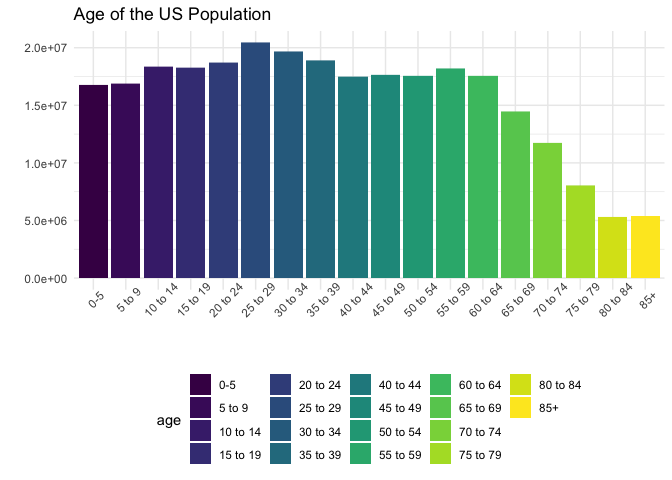 Age of the US Population
2.0e+07
1.5e+07
1.0e+07
5.0e+06
0.0e+00
0-5
5 to 9
10 to 14
15 to 19
20 to 24
25 to 29
30 to 34
35 to 39
40 to 44
45 to 49
50 to 54
55 to 59
60 to 64
65 to 69
70 to 74
75 to 79
80 to 84
85+
age
0-5
5 to 9
10 to 14
15 to 19
20 to 24
25 to 29
30 to 34
35 to 39
40 to 44
45 to 49
50 to 54
55 to 59
60 to 64
65 to 69
70 to 74
75 to 79
80 to 84
85+